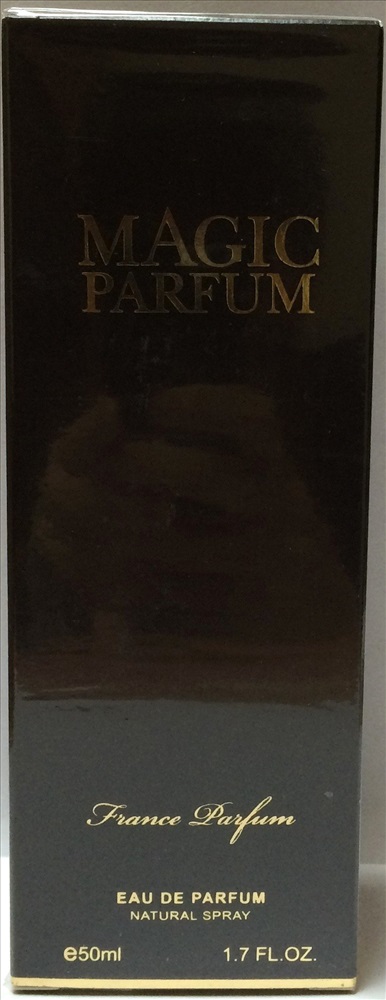 MAGIC
PARFUM
France Parfum
EAU DE PARFUM
NATURAL SPRAY
℮50ml 1.7 FL.OZ.